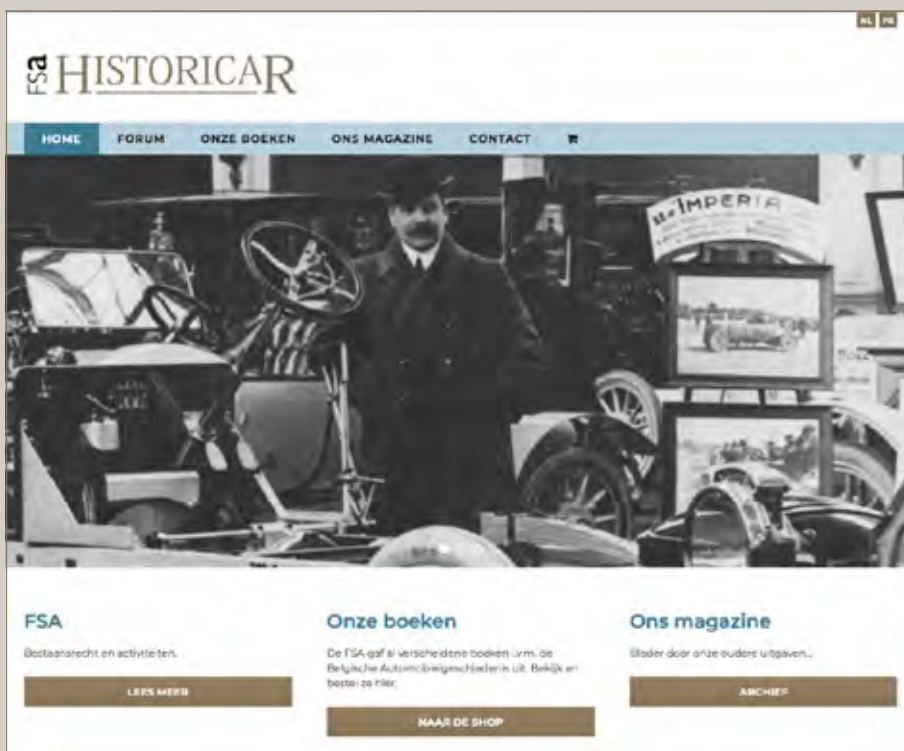 NL FR
FSa HISTORICAR
HOME FORUM ONZE BOEKEN ONS MAGAZINE CONTACT
IMPERIA
FSA
Bestaansrecht en activiteiten.
LEES MEER
Onze boeken
De FSA gaf al verscheidene boeken i.v.m. de
Belgische Automobielgeschiedenis uit. Bekijk en
bestel ze hier.
NAAR DE SHOP
Ons magazine
Blader door onze oudere uitgaven...
ARCHIEF